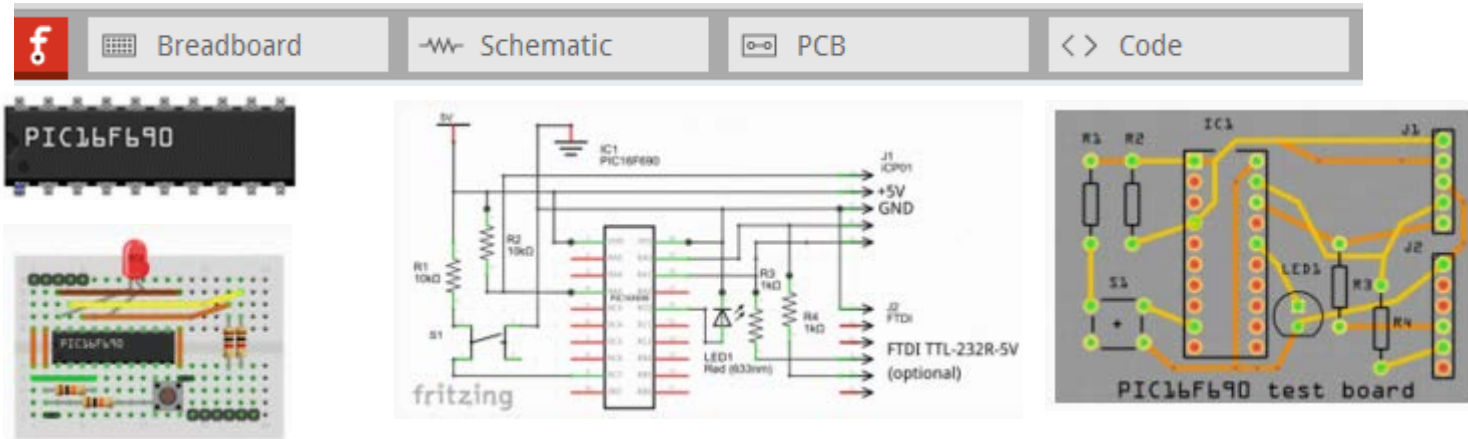 Breadboard
Schematic
PCB
Code
PIC16F690
PIC16F690
5V
IC1
PIC16F690
J1
ICP01
+5V
GND
R2
10kΩ
R1
10kΩ
R3
1kΩ
R4
1kΩ
S1
LED1
Red (633nm)
J2
FTDI
FTDI TTL-232R-5V
(optional)
fritzing
R1 R2
IC1
J1
J2
S1
LED1
R3
R4
PIC16F690 test board